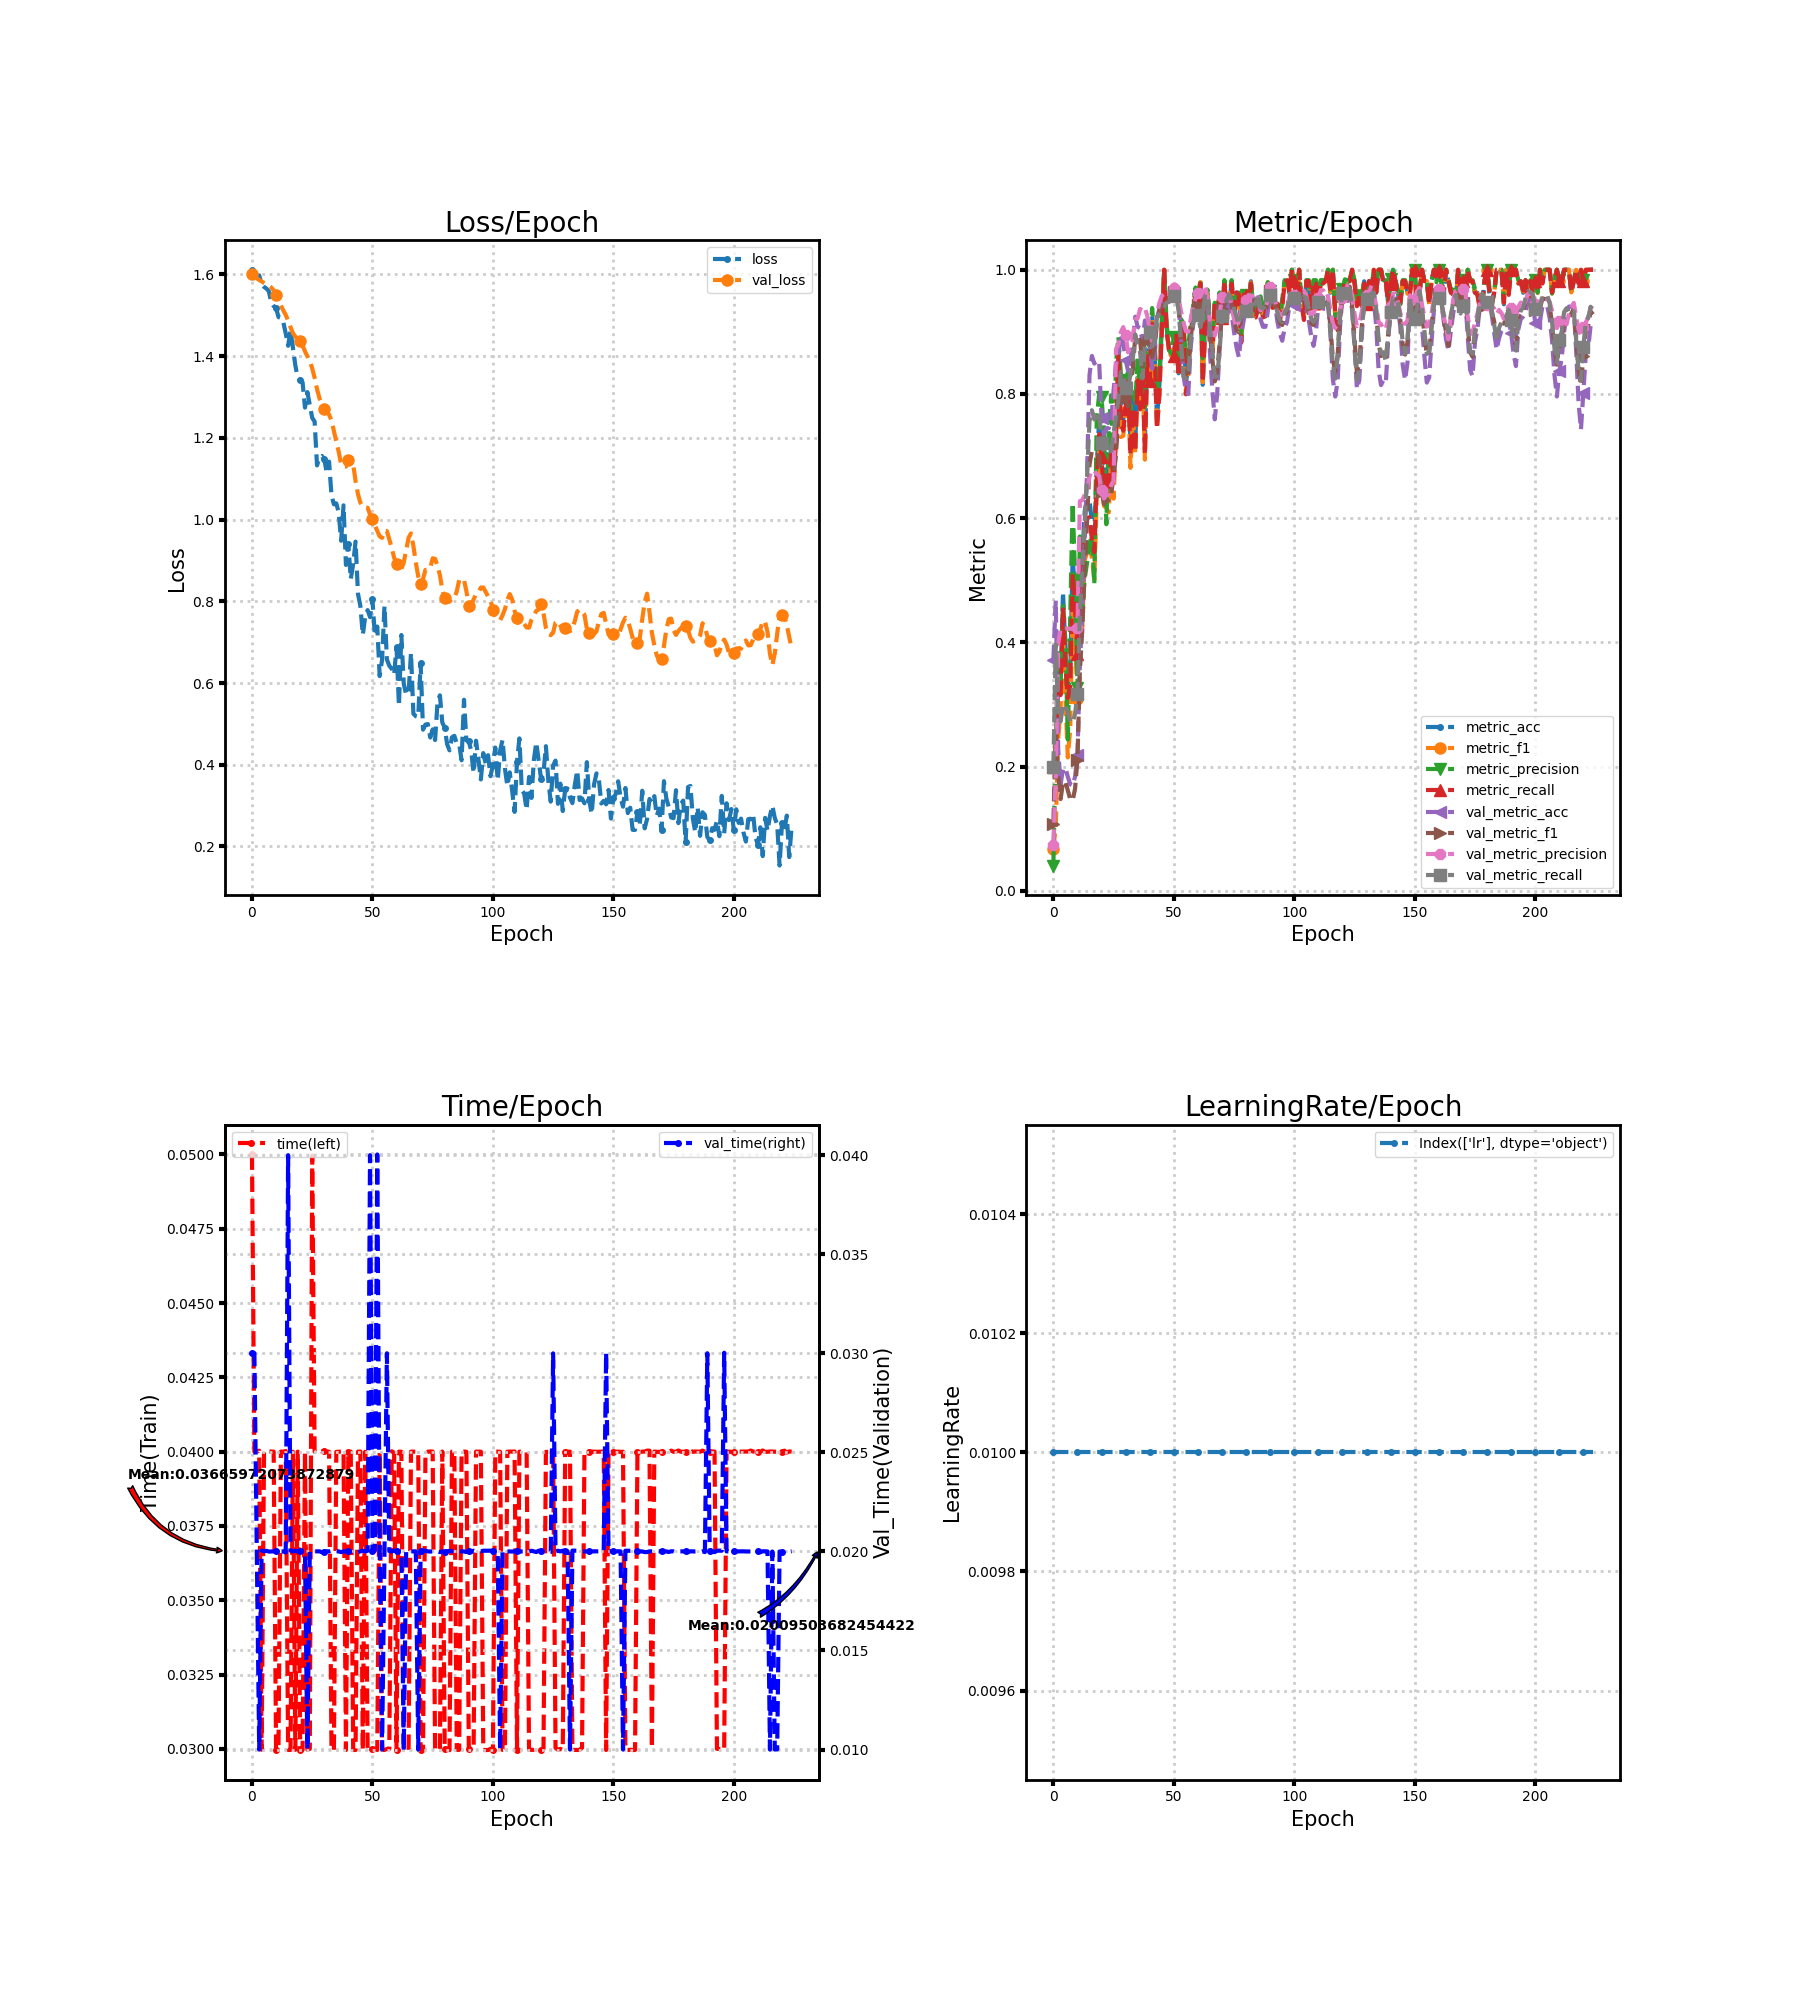 Loss/Epoch
Loss
1.6
1.4
1.2
1.0
0.8
0.6
0.4
0.2
loss
val_loss
0
50
100
150
200
Epoch
Metric/Epoch
Metric
1.0
0.8
0.6
0.4
0.2
0.0
metric_acc
metric_f1
metric_precision
metric_recall
val_metric_acc
val_metric_f1
val_metric_precision
val_metric_recall
0
50
100
150
200
Epoch
Time/Epoch
time(left)
val_time(right)
Time(Train)
0.0500
0.0475
0.0450
0.0425
0.0400
0.0375
0.0350
0.0325
0.0300
0.040
0.035
0.030
0.025
0.020
0.015
0.010
Val_Time(Validation)
Mean:0.02009503682454422
0
50
100
150
200
Epoch
LearningRate/Epoch
Index(['lr'], dtype='object')
LearningRate
0.0104
0.0102
0.0100
0.0098
0.0096
0
50
100
150
200
Epoch